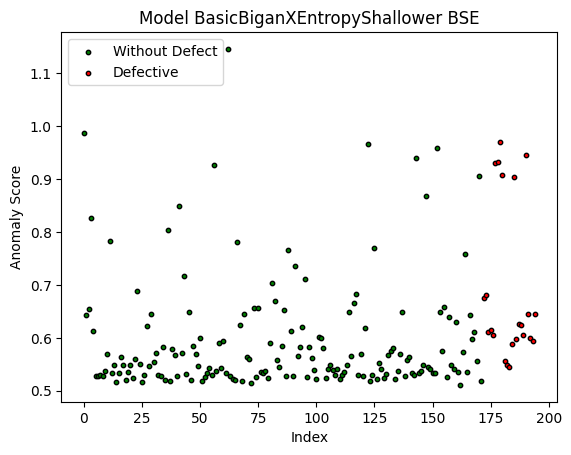 Model BasicBiganXEntropyShallower BSE
Without Defect
Defective
Anomaly Score
1.1
1.0
0.9
0.8
0.7
0.6
0.5
0 25 50 75 100 125 150 175 200
Index